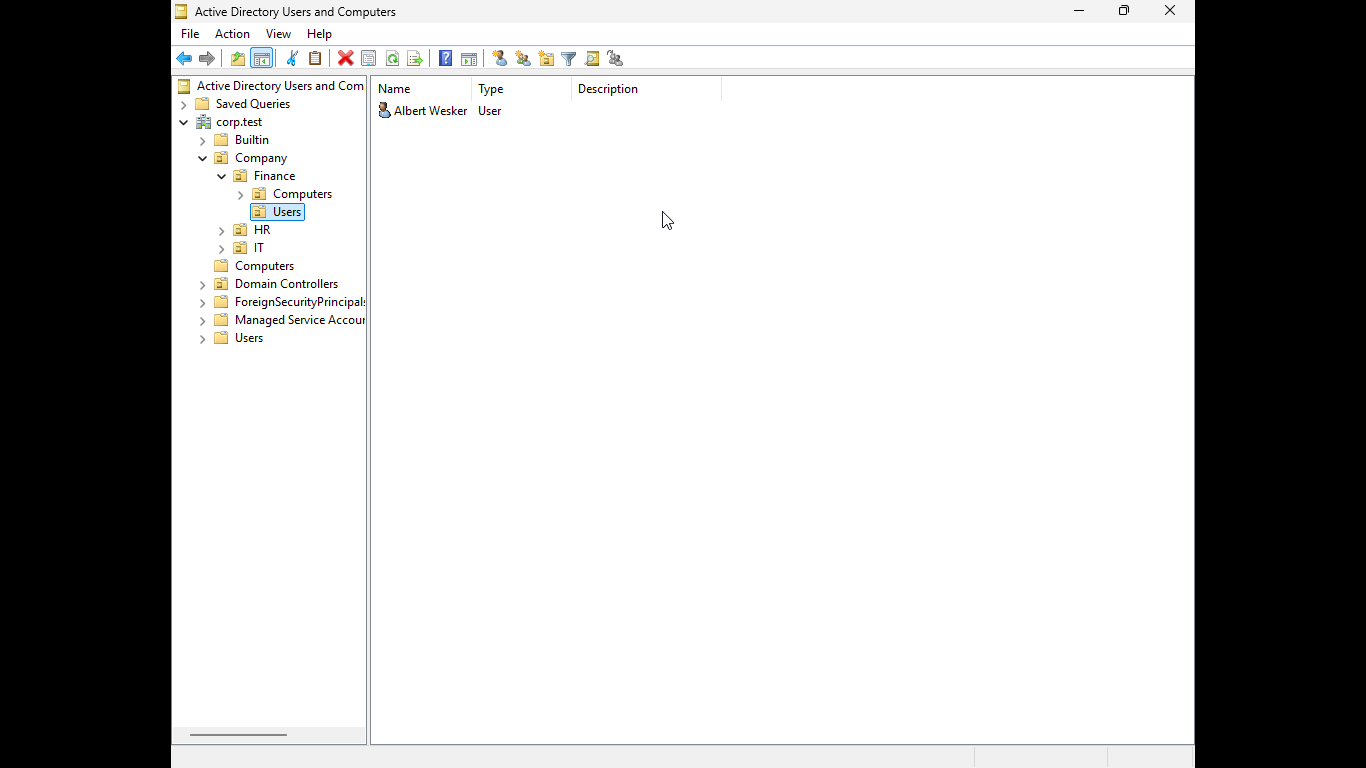 Active Directory Users and Computers
File Action View Help
Active Directory Users and Com
Saved Queries
corp.test
Builtin
Company
Finance
Computers
Users
HR
IT
Computers
Domain Controllers
ForeignSecurityPrincipals
Managed Service Accoun
Users
Name Type Description
Albert Wesker User